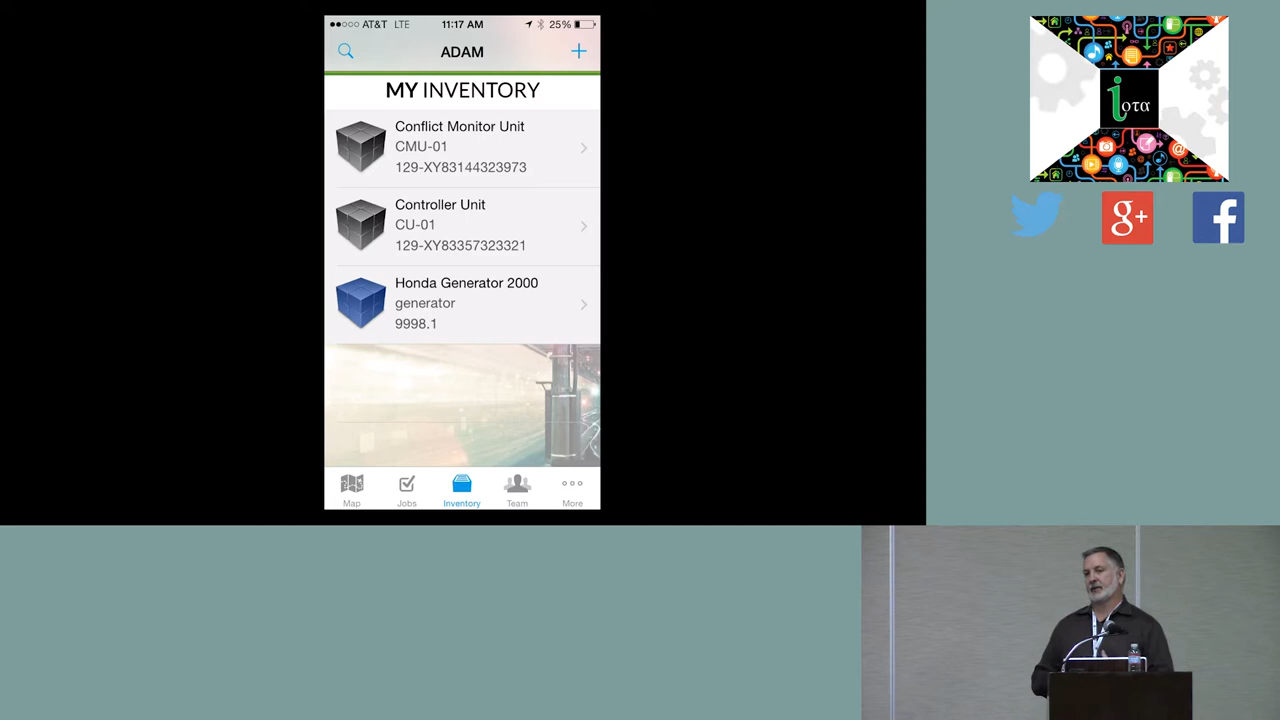 AT&T LTE 11:17 AM 25%
ADAM
MY INVENTORY
Conflict Monitor Unit
CMU-01
129-XY83144323973
Controller Unit
CU-01
129-XY83357323321
Honda Generator 2000
generator
9998.1
Map Jobs Inventory Team More
iοτα
g+
f